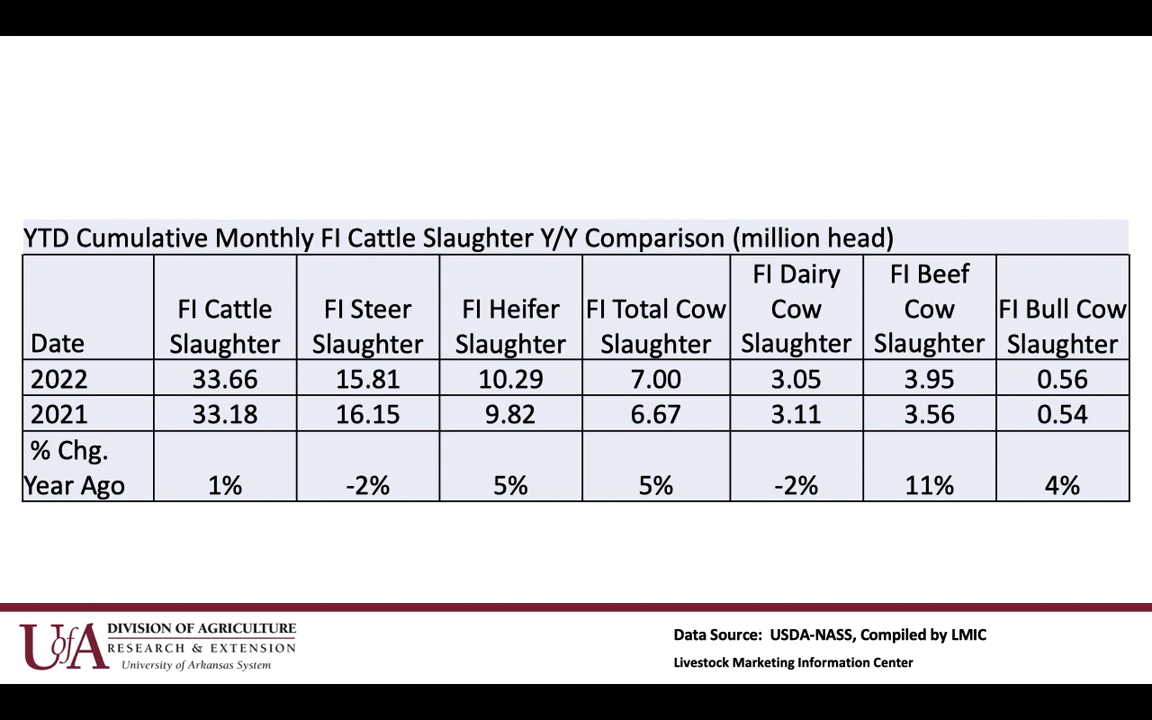 YTD Cumulative Monthly FI Cattle Slaughter Y/Y Comparison (million head)
Date FI Cattle Slaughter FI Steer Slaughter FI Heifer Slaughter FI Total Cow Slaughter FI Dairy Cow Slaughter FI Beef Cow Slaughter FI Bull Cow Slaughter
2022 33.66 15.81 10.29 7.00 3.05 3.95 0.56
2021 33.18 16.15 9.82 6.67 3.11 3.56 0.54
% Chg. Year Ago 1% -2% 5% 5% -2% 11% 4%
UofA
DIVISION OF AGRICULTURE
RESEARCH & EXTENSION
University of Arkansas System
Data Source: USDA-NASS, Compiled by LMIC
Livestock Marketing Information Center